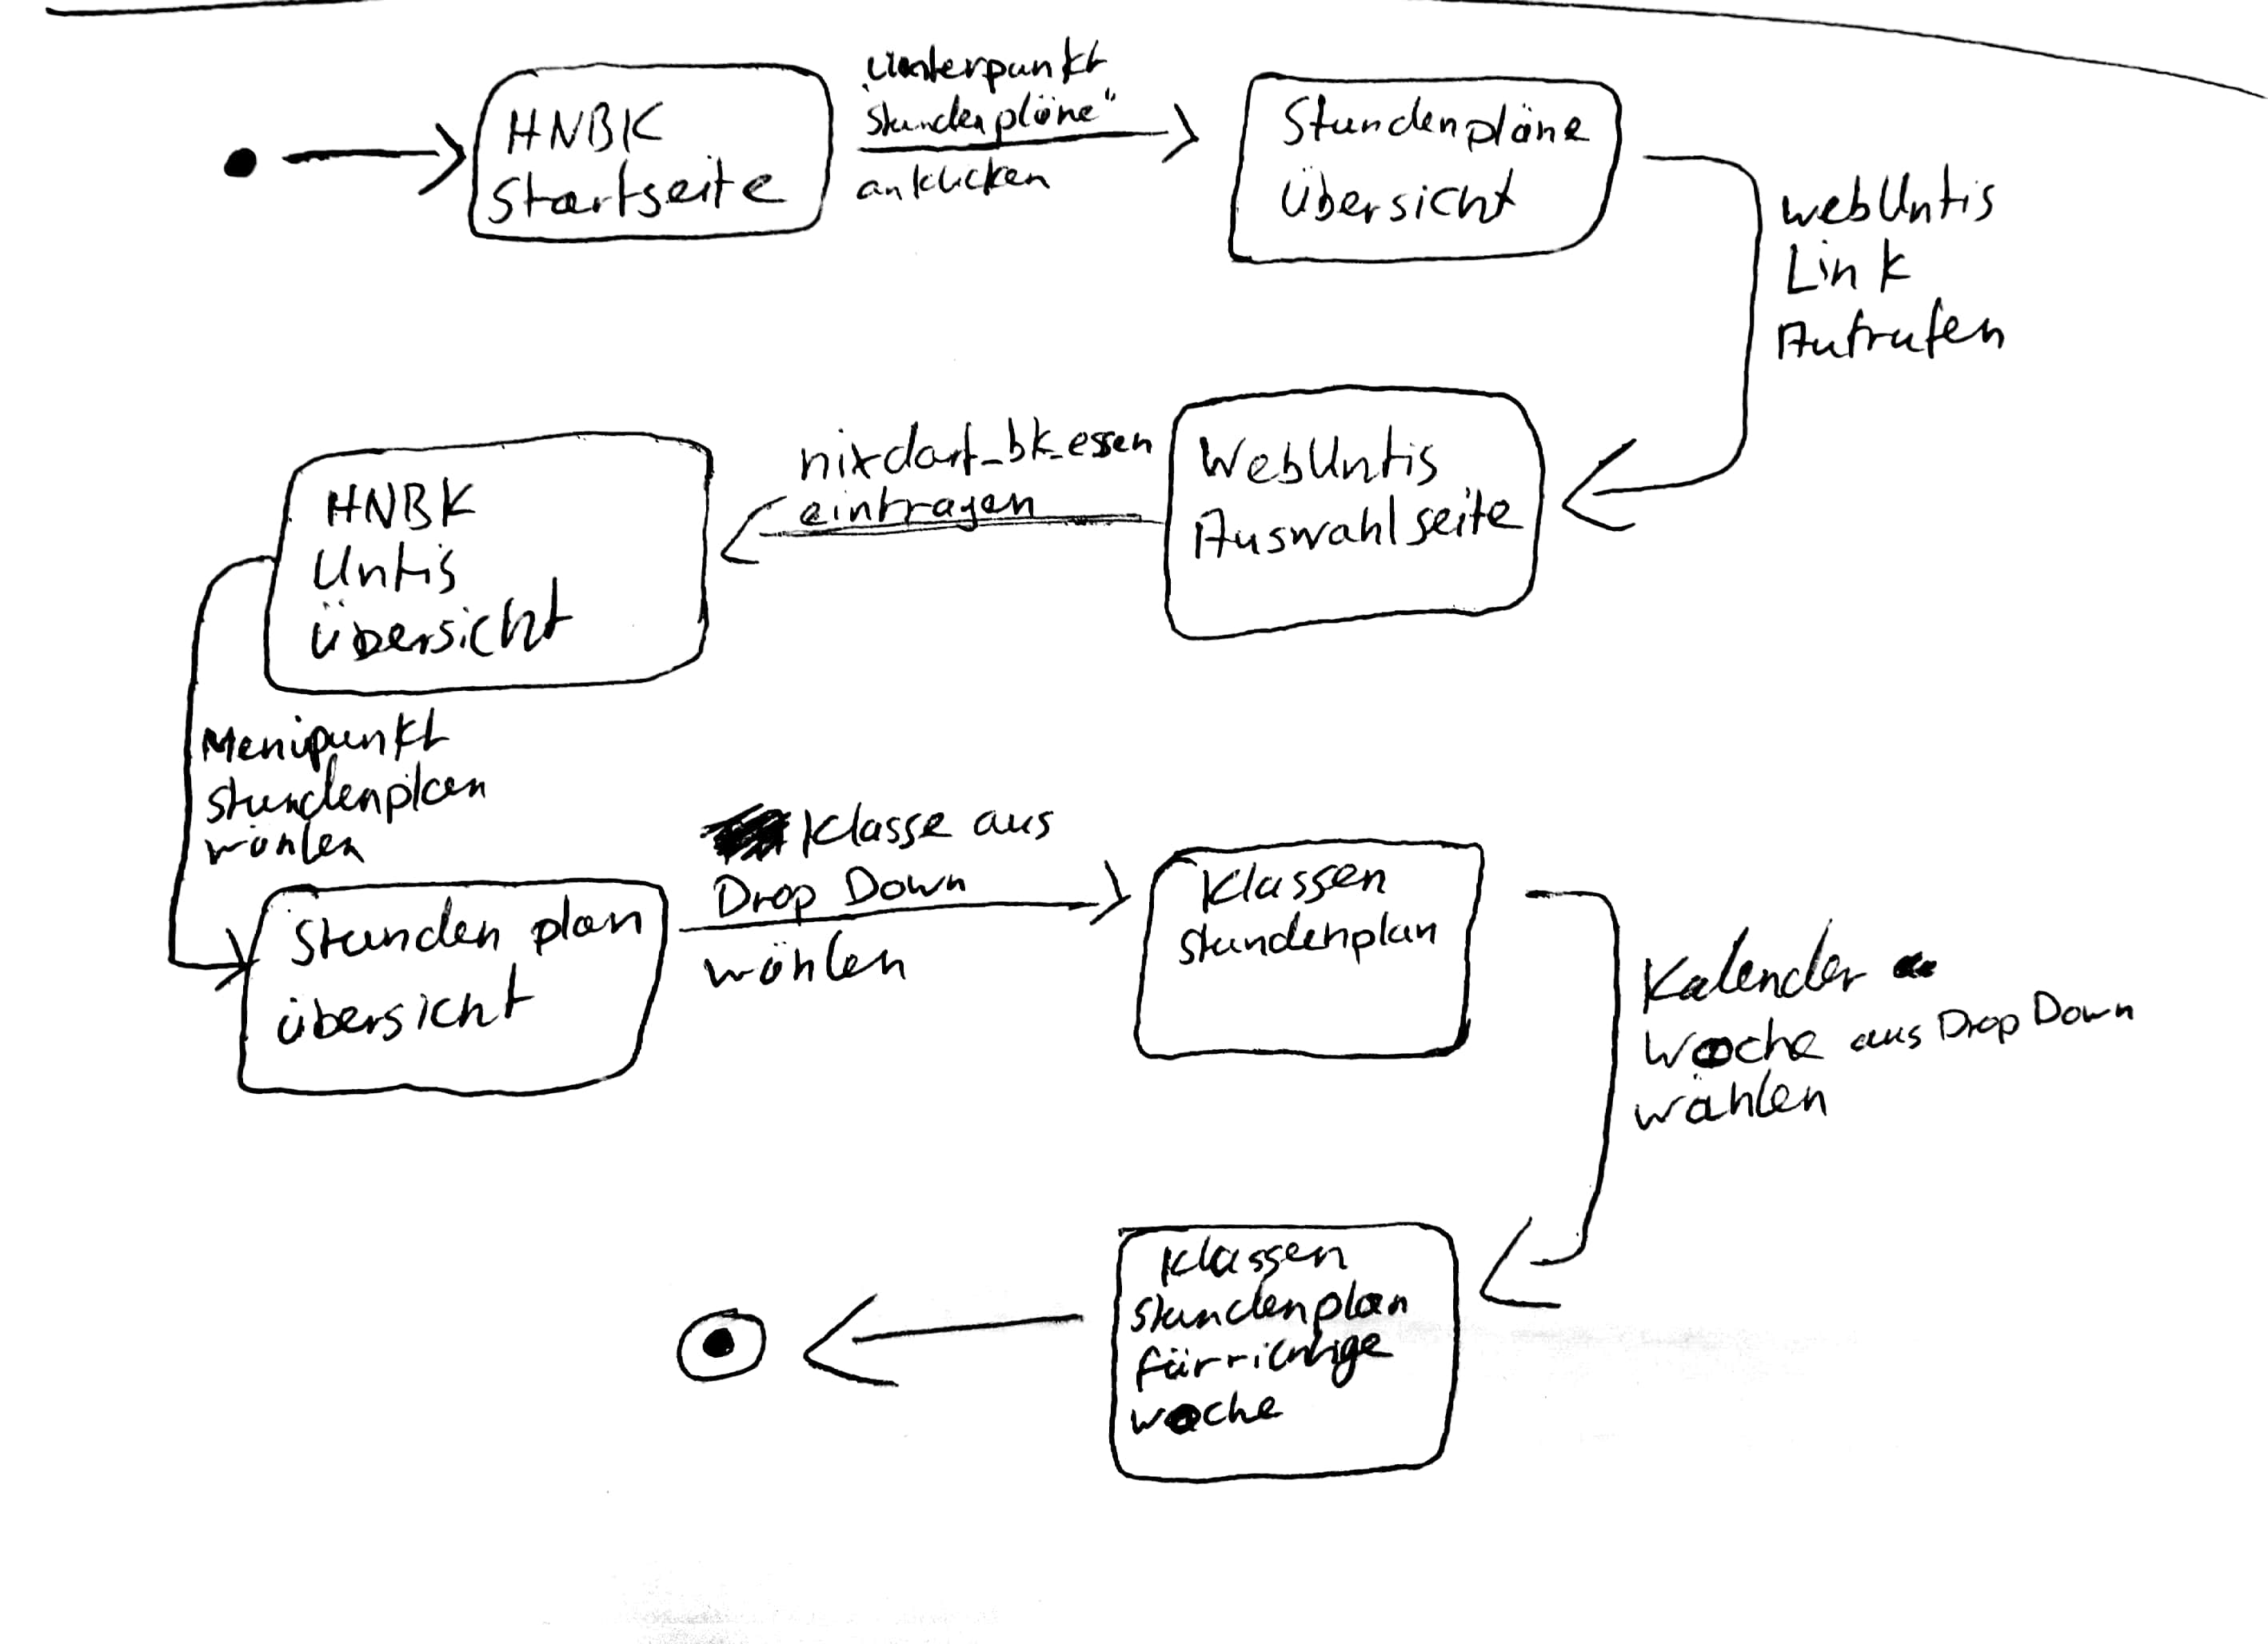 HNBK
Startseite
Unterpunkt
"Stundenpläne"
anklicken
Stundenpläne
Übersicht
webUntis
Link
Aufrufen
WebUntis
Auswahlseite
nixdorf_bk_essen
eintragen
HNBK
Untis
übersicht
Menüpunkt
stundenplan
wählen
Stunden plan
übersicht
Klasse aus
Drop Down
wählen
Klassen
stundenplan
Kalender
woche aus Drop Down
wählen
Klassen
stundenplan
für richtige
woche